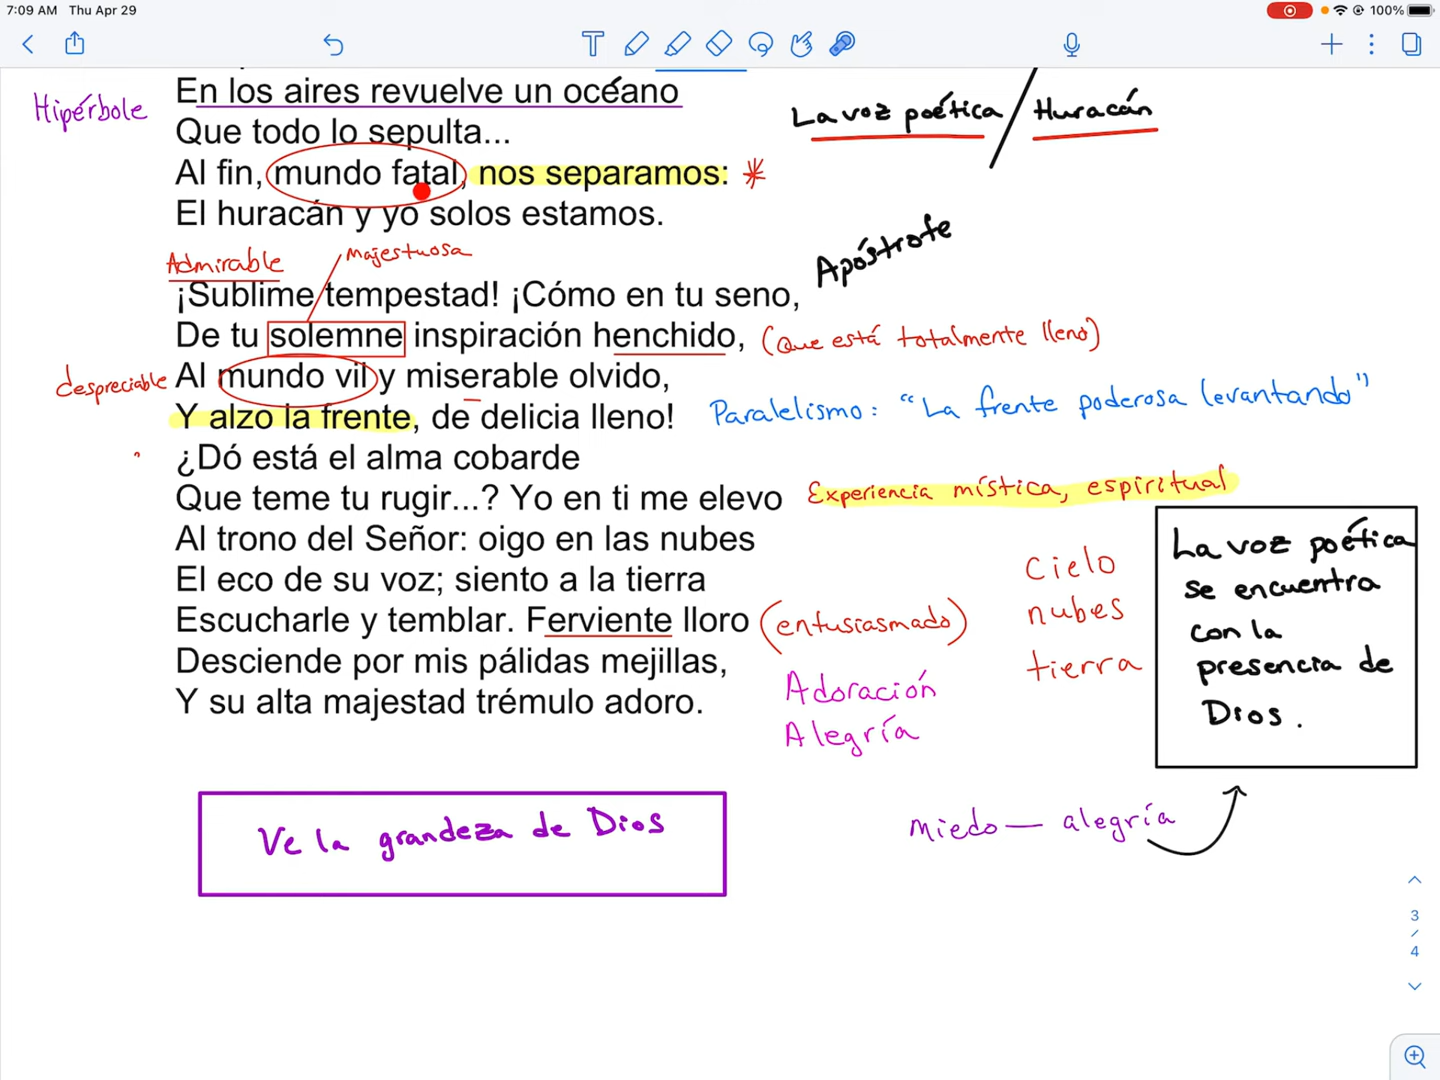 7:09 AM Thu Apr 29
100%
Hipérbole
En los aires revuelve un océano
Que todo lo sepulta...
La voz poética / Huracán
Al fin, mundo fatal, nos separamos: *
El huracán y yo solos estamos.
Apóstrofe
Admirable
majestuosa
¡Sublime tempestad! ¡Cómo en tu seno,
De tu solemne inspiración henchido, (Que está totalmente lleno)
despreciable Al mundo vil y miserable olvido,
Y alzo la frente, de delicia lleno! Paralelismo: "La frente poderosa levantando"
¿Dó está el alma cobarde
Que teme tu rugir...? Yo en ti me elevo Experiencia mística, espiritual
Al trono del Señor: oigo en las nubes
El eco de su voz; siento a la tierra
Escucharle y temblar. Ferviente lloro (entusiasmado)
Desciende por mis pálidas mejillas,
Y su alta majestad trémulo adoro.
Adoración
Alegría
Cielo
nubes
tierra
La voz poética
se encuentra
con la
presencia de
Dios.
Ve la grandeza de Dios
miedo — alegría
3
/
4